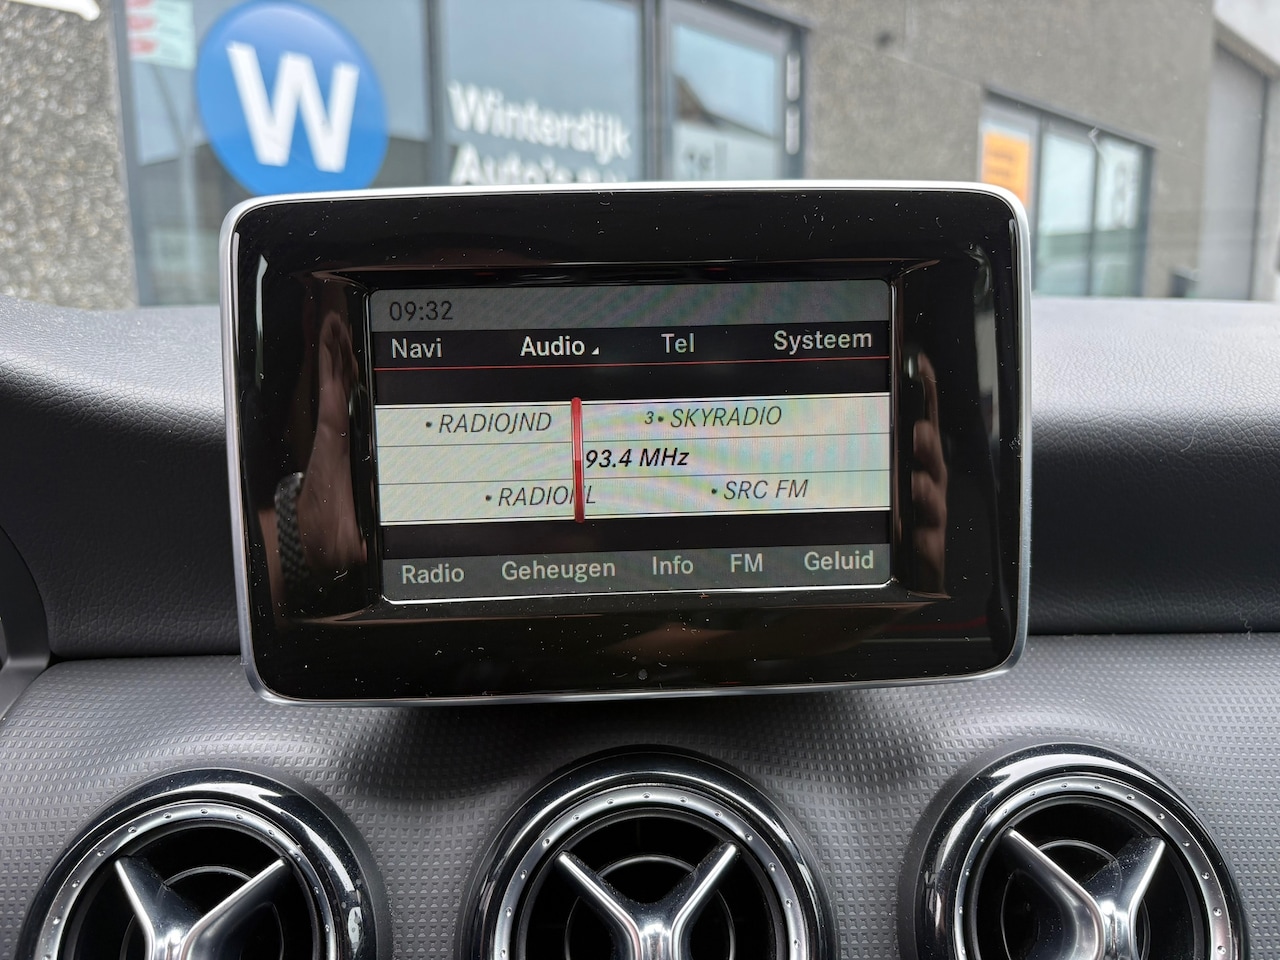 W
Winterdijk
Auto's
09:32
Navi Audio Tel Systeem
• RADIOJND 3• SKYRADIO
93.4 MHz
• SRC FM
Radio Geheugen Info FM Geluid